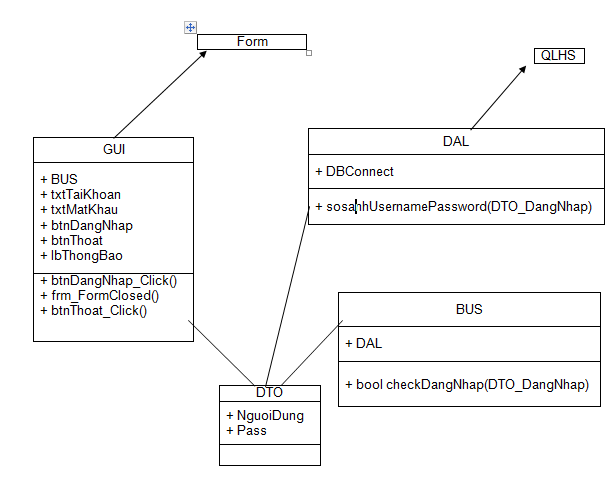 Form
QLHS
GUI
+ BUS
+ txtTaiKhoan
+ txtMatKhau
+ btnDangNhap
+ btnThoat
+ lbThongBao
+ btnDangNhap_Click()
+ frm_FormClosed()
+ btnThoat_Click()
DAL
+ DBConnect
+ sosanhUsernamePassword(DTO_DangNhap)
BUS
+ DAL
+ bool checkDangNhap(DTO_DangNhap)
DTO
+ NguoiDung
+ Pass